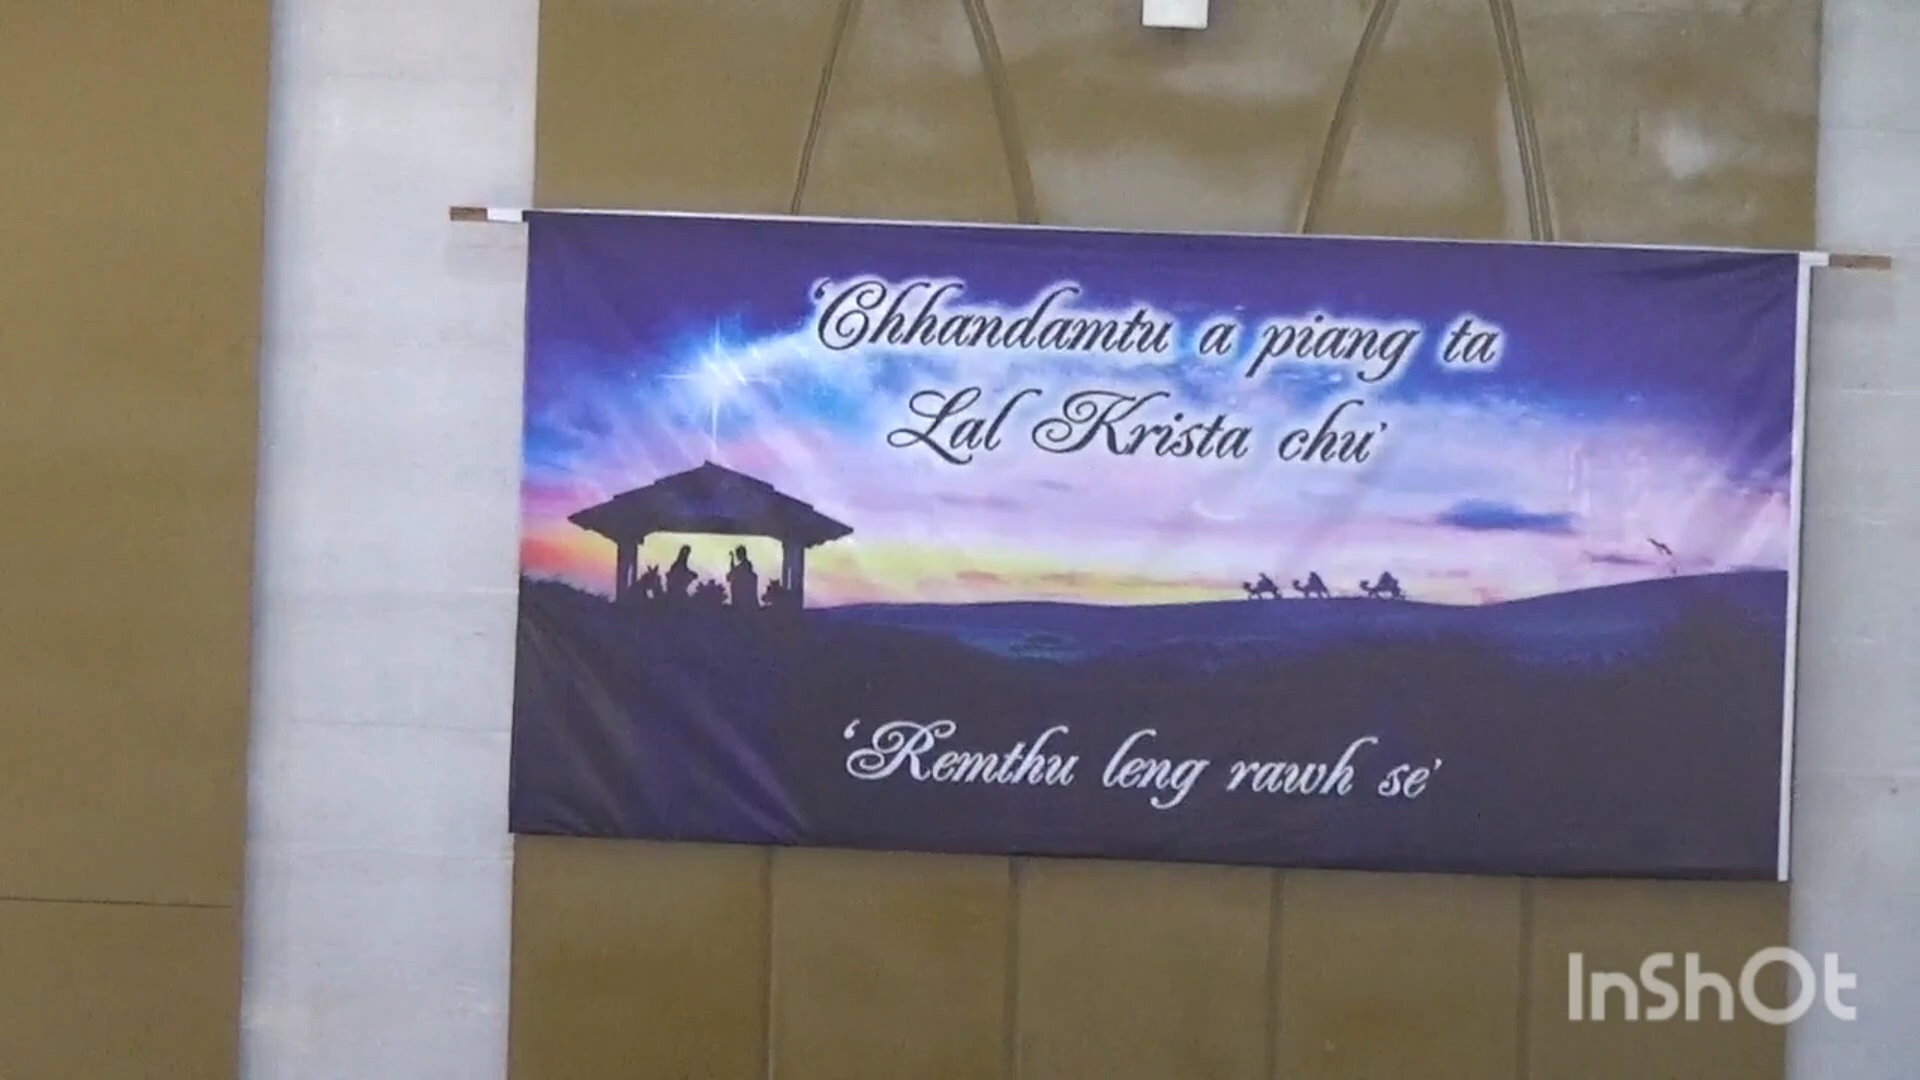 ‘Chhandamtu a piang ta
Lal Krista chu’
‘Remthu leng rawh se’
InShOt